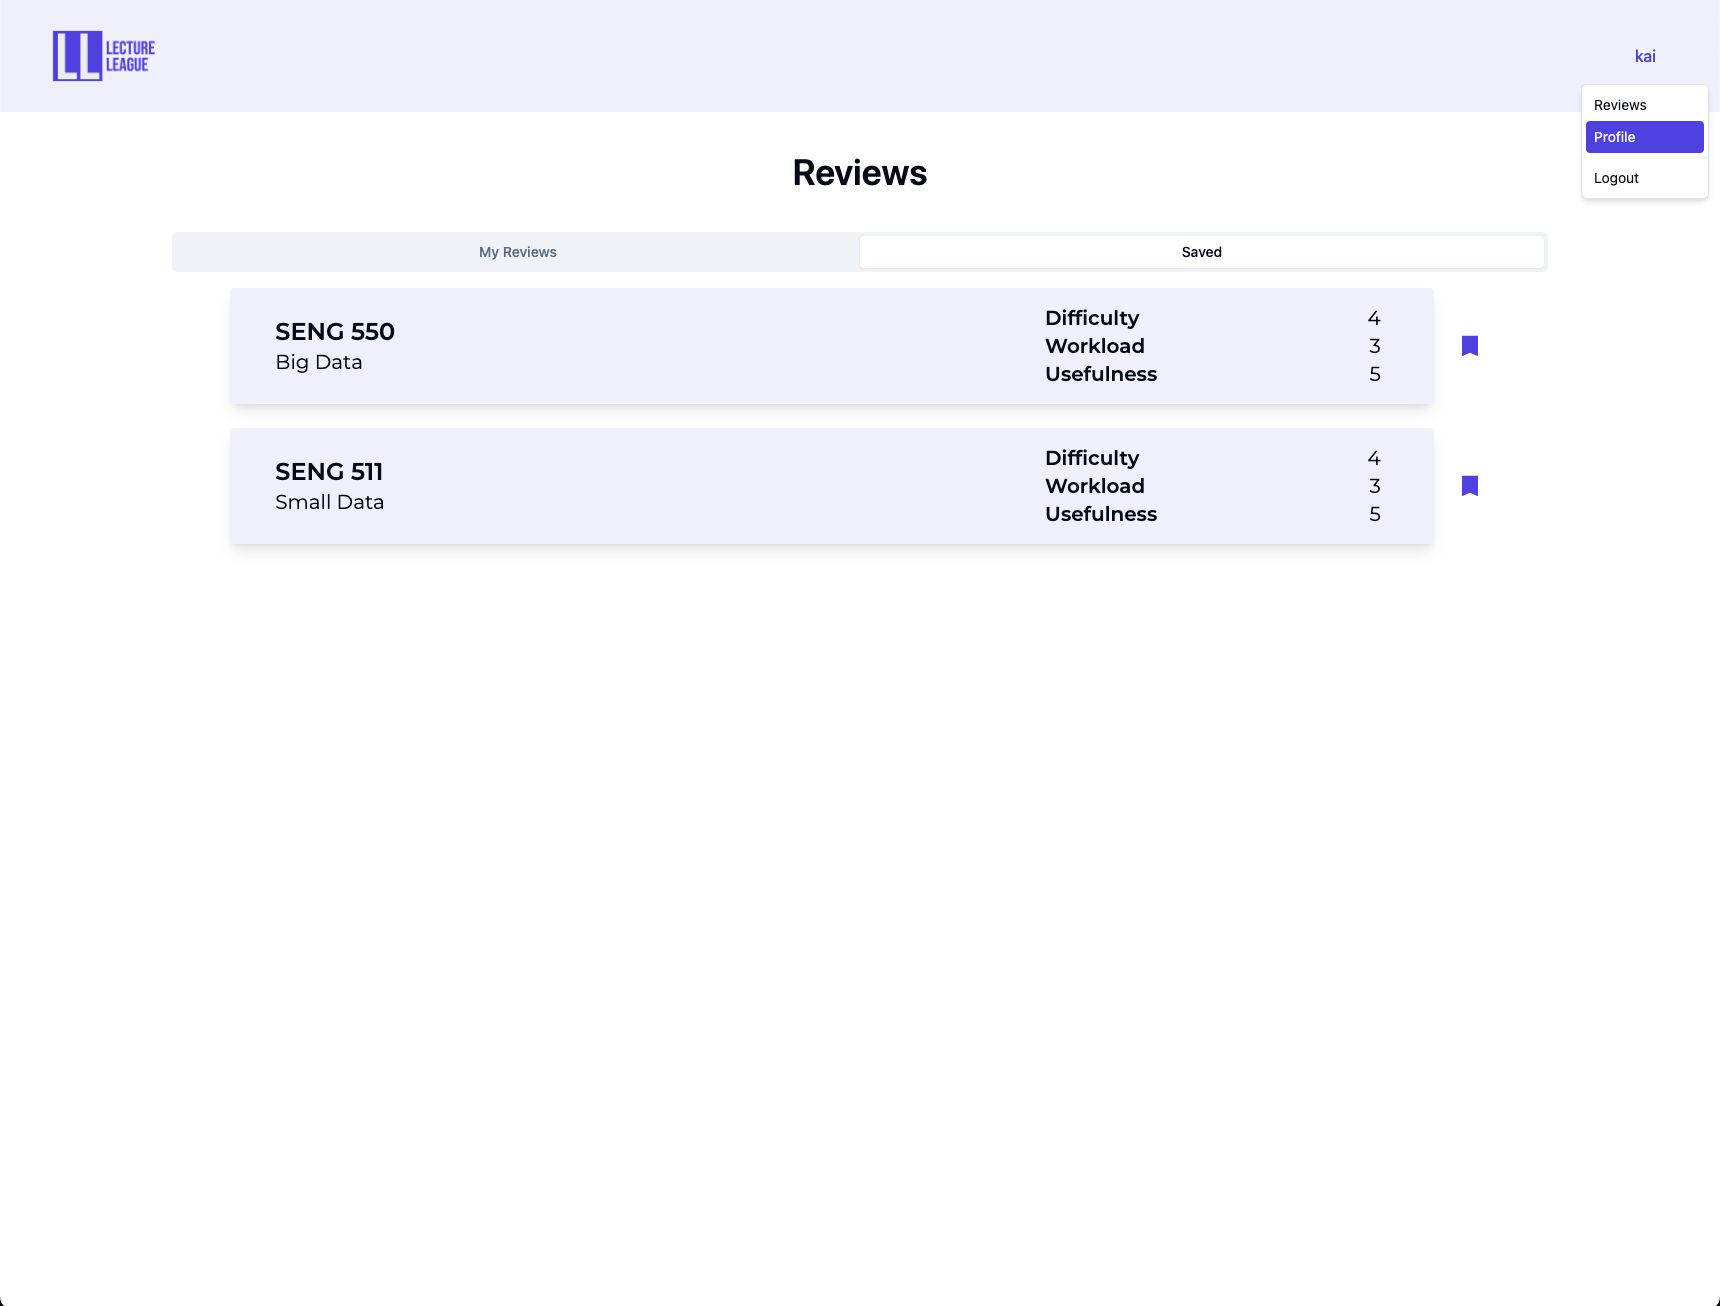 LL LECTURE
LEAGUE
kai
Reviews
Profile
Logout
Reviews
My Reviews
Saved
SENG 550
Big Data
Difficulty 4
Workload 3
Usefulness 5
SENG 511
Small Data
Difficulty 4
Workload 3
Usefulness 5